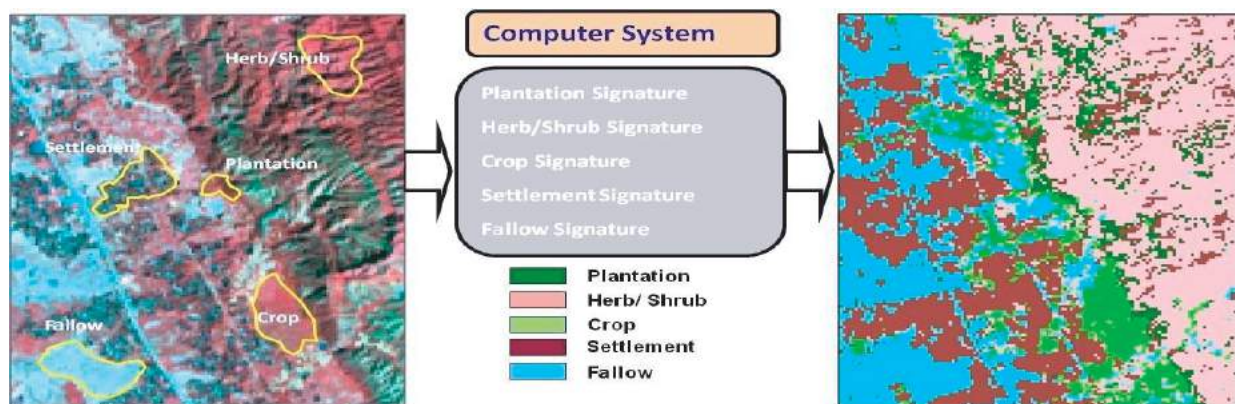 Herb/Shrub
Settlement
Plantation
Crop
Fallow
Computer System
Plantation Signature
Herb/Shrub Signature
Crop Signature
Settlement Signature
Fallow Signature
Plantation
Herb/ Shrub
Crop
Settlement
Fallow